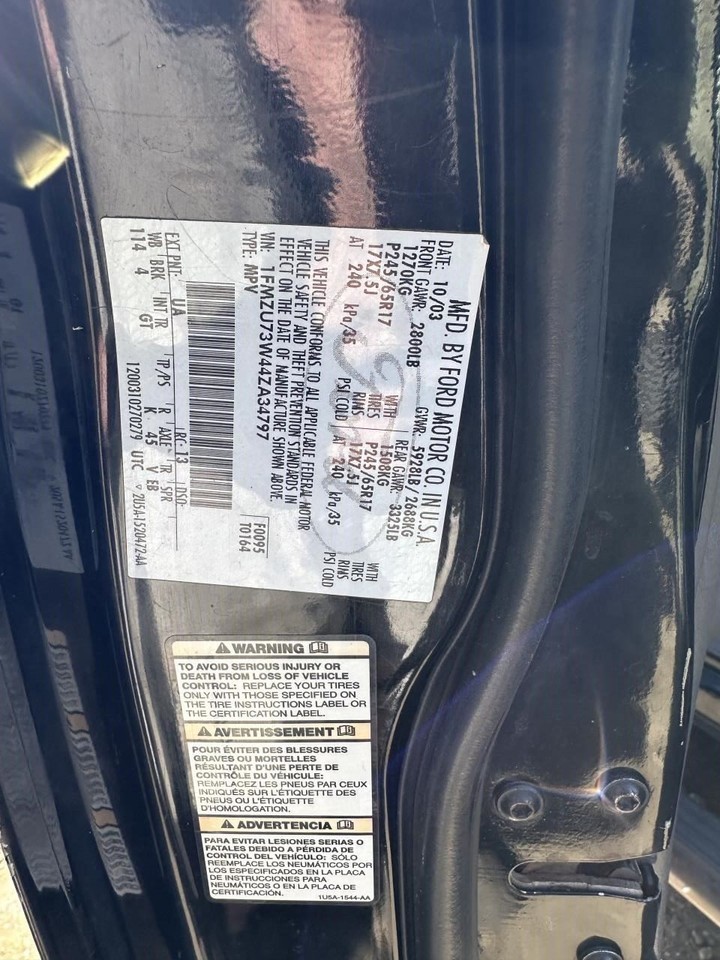 MFD. BY FORD MOTOR CO. IN U.S.A.
DATE: 10/03 GVWR: 5928LB/ 2688KG
FRONT GAWR: 2800LB REAR GAWR: 3325LB
1270KG WITH 1508KG WITH
P245/65R17 TIRES P245/65R17 TIRES
17X7.5J RIMS 17X7.5J RIMS
AT 240 kPa/35 PSI COLD AT 240 kPa/35 PSI COLD
THIS VEHICLE CONFORMS TO ALL APPLICABLE FEDERAL MOTOR
VEHICLE SAFETY AND THEFT PREVENTION STANDARDS IN
EFFECT ON THE DATE OF MANUFACTURE SHOWN ABOVE.
VIN: 1FMZU73W44ZA34797
TYPE: MPV
F0095
T0164
EXT PNT: UA RC: 13 DSO:
WB BRK INT TR TP/PS R AXLE TR SPR
114 4 GT K 45 V EB
1200310270279 UTC 2U5A-1520472-AA
WARNING
TO AVOID SERIOUS INJURY OR
DEATH FROM LOSS OF VEHICLE
CONTROL: REPLACE YOUR TIRES
ONLY WITH THOSE SPECIFIED ON
THE TIRE INSTRUCTIONS LABEL OR
THE CERTIFICATION LABEL.
AVERTISSEMENT
POUR ÉVITER DES BLESSURES
GRAVES OU MORTELLES
RÉSULTANT D'UNE PERTE DE
CONTRÔLE DU VÉHICULE:
REMPLACEZ LES PNEUS PAR CEUX
INDIQUÉS SUR L'ÉTIQUETTE DES
PNEUS OU L'ÉTIQUETTE
D'HOMOLOGATION.
ADVERTENCIA
PARA EVITAR LESIONES SERIAS O
FATALES DEBIDO A PÉRDIDA DE
CONTROL DEL VEHÍCULO: SÓLO
REEMPLACE LOS NEUMÁTICOS POR
LOS ESPECIFICADOS EN LA PLACA
DE INSTRUCCIONES PARA
NEUMÁTICOS O EN LA PLACA DE
CERTIFICACIÓN.
1U5A-1544-AA